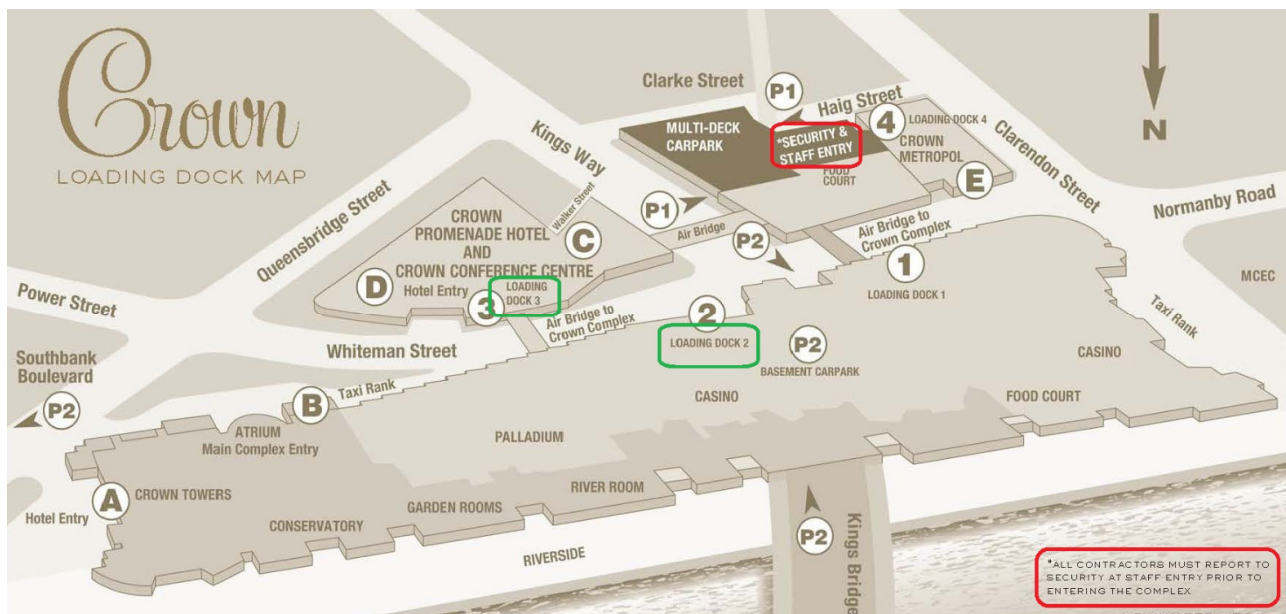 Crown
LOADING DOCK MAP
Clarke Street
P1
Haig Street
4
LOADING DOCK 4
Clarendon Street
N
Kings Way
MULTI-DECK
CARPARK
*SECURITY &
STAFF ENTRY
CROWN
METROPOL
FOOD
COURT
E
Normanby Road
Queensbridge Street
Walker Street
P1
CROWN
PROMENADE HOTEL
AND
CROWN CONFERENCE CENTRE
C
Air Bridge
P2
Air Bridge to
Crown Complex
1
LOADING DOCK 1
MCEC
Power Street
D
Hotel Entry
3
LOADING
DOCK 3
Air Bridge to
Crown Complex
2
LOADING DOCK 2
P2
BASEMENT CARPARK
Taxi Rank
Whiteman Street
Southbank
Boulevard
P2
Taxi Rank
B
CASINO
CASINO
FOOD COURT
ATRIUM
Main Complex Entry
PALLADIUM
A
CROWN TOWERS
Hotel Entry
RIVER ROOM
GARDEN ROOMS
CONSERVATORY
P2
RIVERSIDE
Kings Bridge
*ALL CONTRACTORS MUST REPORT TO
SECURITY AT STAFF ENTRY PRIOR TO
ENTERING THE COMPLEX